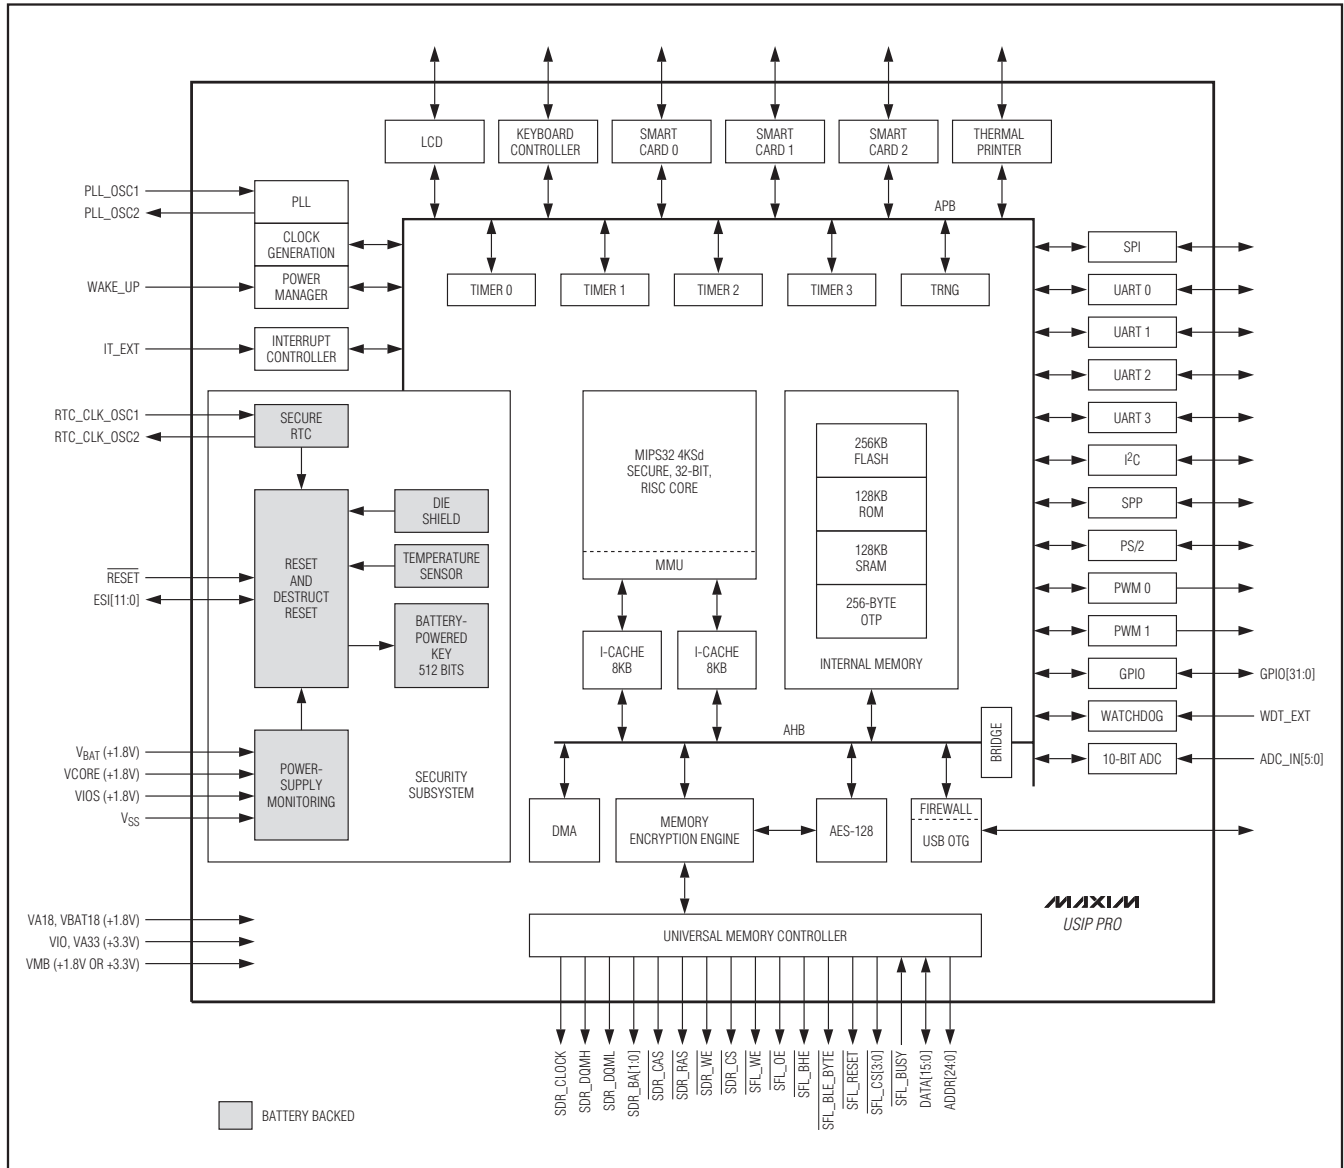 LCD
KEYBOARD
CONTROLLER
SMART
CARD 0
SMART
CARD 1
SMART
CARD 2
THERMAL
PRINTER
PLL_OSC1
PLL_OSC2
PLL
CLOCK
GENERATION
WAKE_UP
POWER
MANAGER
IT_EXT
INTERRUPT
CONTROLLER
APB
TIMER 0
TIMER 1
TIMER 2
TIMER 3
TRNG
SPI
UART 0
UART 1
UART 2
UART 3
I2C
SPP
PS/2
PWM 0
PWM 1
GPIO
GPIO[31:0]
WATCHDOG
WDT_EXT
10-BIT ADC
ADC_IN[5:0]
RTC_CLK_OSC1
RTC_CLK_OSC2
SECURE
RTC
DIE
SHIELD
TEMPERATURE
SENSOR
RESET
AND
DESTRUCT
RESET
RESET
ESI[11:0]
BATTERY-
POWERED
KEY
512 BITS
VBAT (+1.8V)
VCORE (+1.8V)
VIOS (+1.8V)
VSS
POWER-
SUPPLY
MONITORING
SECURITY
SUBSYSTEM
MIPS32 4KSd
SECURE, 32-BIT,
RISC CORE
MMU
I-CACHE
8KB
I-CACHE
8KB
256KB
FLASH
128KB
ROM
128KB
SRAM
256-BYTE
OTP
INTERNAL MEMORY
AHB
BRIDGE
DMA
MEMORY
ENCRYPTION ENGINE
AES-128
FIREWALL
USB OTG
VA18, VBAT18 (+1.8V)
VIO, VA33 (+3.3V)
VMB (+1.8V OR +3.3V)
MAXIM
USIP PRO
UNIVERSAL MEMORY CONTROLLER
SDR_CLOCK
SDR_DQMH
SDR_DQML
SDR_BA[1:0]
SDR_CAS
SDR_RAS
SDR_WE
SDR_CS
SFL_WE
SFL_OE
SFL_BHE
SFL_BLE_BYTE
SFL_RESET
SFL_CS[3:0]
SFL_BUSY
DATA[15:0]
ADDR[24:0]
BATTERY BACKED